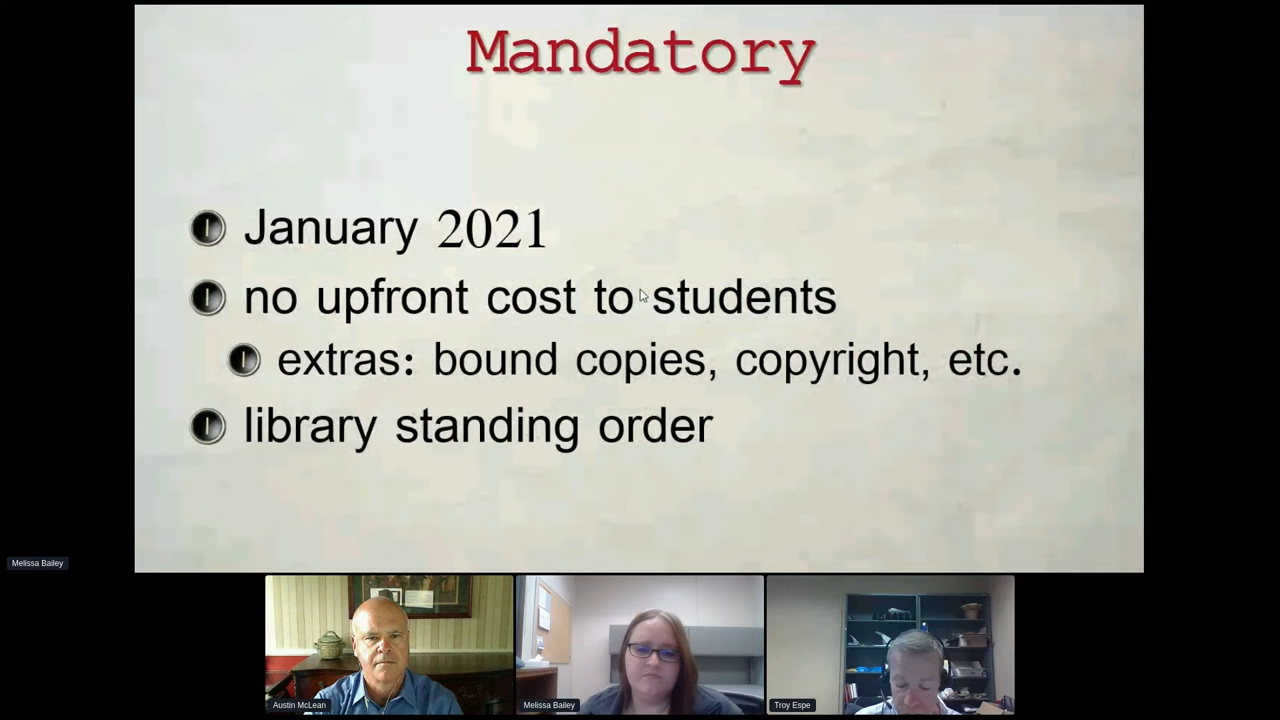 Mandatory
January 2021
no upfront cost to students
extras: bound copies, copyright, etc.
library standing order
Melissa Bailey
Austin McLean
Melissa Bailey
Troy Espe